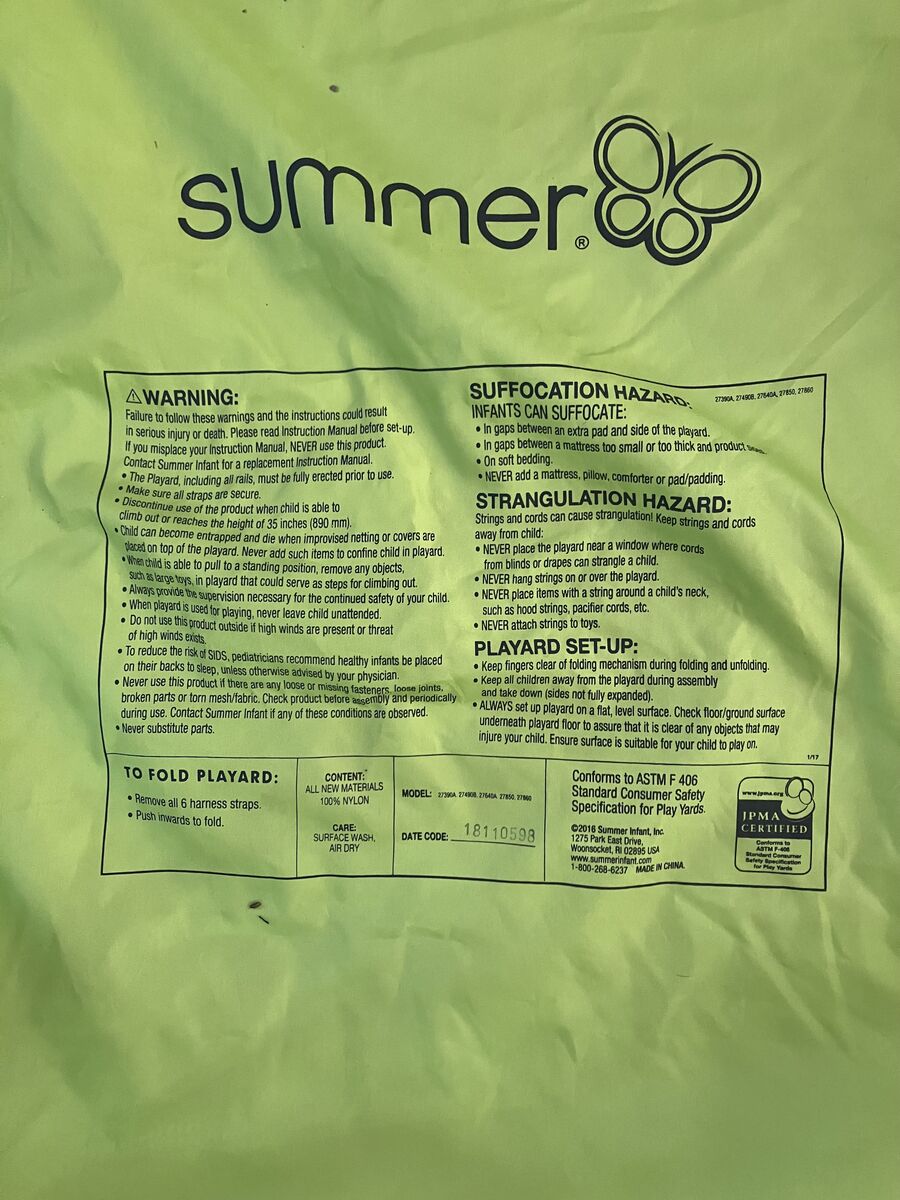 summer®
⚠WARNING:
Failure to follow these warnings and the instructions could result
in serious injury or death. Please read Instruction Manual before set-up.
If you misplace your Instruction Manual, NEVER use this product.
Contact Summer Infant for a replacement Instruction Manual.
• The Playard, including all rails, must be fully erected prior to use.
• Make sure all straps are secure.
• Discontinue use of the product when child is able to
climb out or reaches the height of 35 inches (890 mm).
• Child can become entrapped and die when improvised netting or covers are
placed on top of the playard. Never add such items to confine child in playard.
• When child is able to pull to a standing position, remove any objects,
such as large toys, in playard that could serve as steps for climbing out.
• Always provide the supervision necessary for the continued safety of your child.
• When playard is used for playing, never leave child unattended.
• Do not use this product outside if high winds are present or threat
of high winds exists.
• To reduce the risk of SIDS, pediatricians recommend healthy infants be placed
on their backs to sleep, unless otherwise advised by your physician.
• Never use this product if there are any loose or missing fasteners, loose joints,
broken parts or torn mesh/fabric. Check product before assembly and periodically
during use. Contact Summer Infant if any of these conditions are observed.
• Never substitute parts.
SUFFOCATION HAZARD:
27390A, 27490B, 27640A, 27850, 27860
INFANTS CAN SUFFOCATE:
• In gaps between an extra pad and side of the playard.
• In gaps between a mattress too small or too thick and product
• On soft bedding.
• NEVER add a mattress, pillow, comforter or pad/padding.
STRANGULATION HAZARD:
Strings and cords can cause strangulation! Keep strings and cords
away from child:
• NEVER place the playard near a window where cords
from blinds or drapes can strangle a child.
• NEVER hang strings on or over the playard.
• NEVER place items with a string around a child's neck,
such as hood strings, pacifier cords, etc.
• NEVER attach strings to toys.
PLAYARD SET-UP:
• Keep fingers clear of folding mechanism during folding and unfolding.
• Keep all children away from the playard during assembly
and take down (sides not fully expanded).
• ALWAYS set up playard on a flat, level surface. Check floor/ground surface
underneath playard floor to assure that it is clear of any objects that may
injure your child. Ensure surface is suitable for your child to play on.
1/17
TO FOLD PLAYARD:
• Remove all 6 harness straps.
• Push inwards to fold.
CONTENT:
ALL NEW MATERIALS
100% NYLON
CARE:
SURFACE WASH,
AIR DRY
MODEL: 27390A, 27490B, 27640A, 27850, 27860
DATE CODE: 18110598
Conforms to ASTM F 406
Standard Consumer Safety
Specification for Play Yards.
©2016 Summer Infant, Inc.
1275 Park East Drive,
Woonsocket, RI 02895 USA
www.summerinfant.com
1-800-268-6237 MADE IN CHINA.
www.jpma.org
JPMA
CERTIFIED
Conforms to
ASTM F-406
Standard Consumer
Safety Specification
for Play Yards